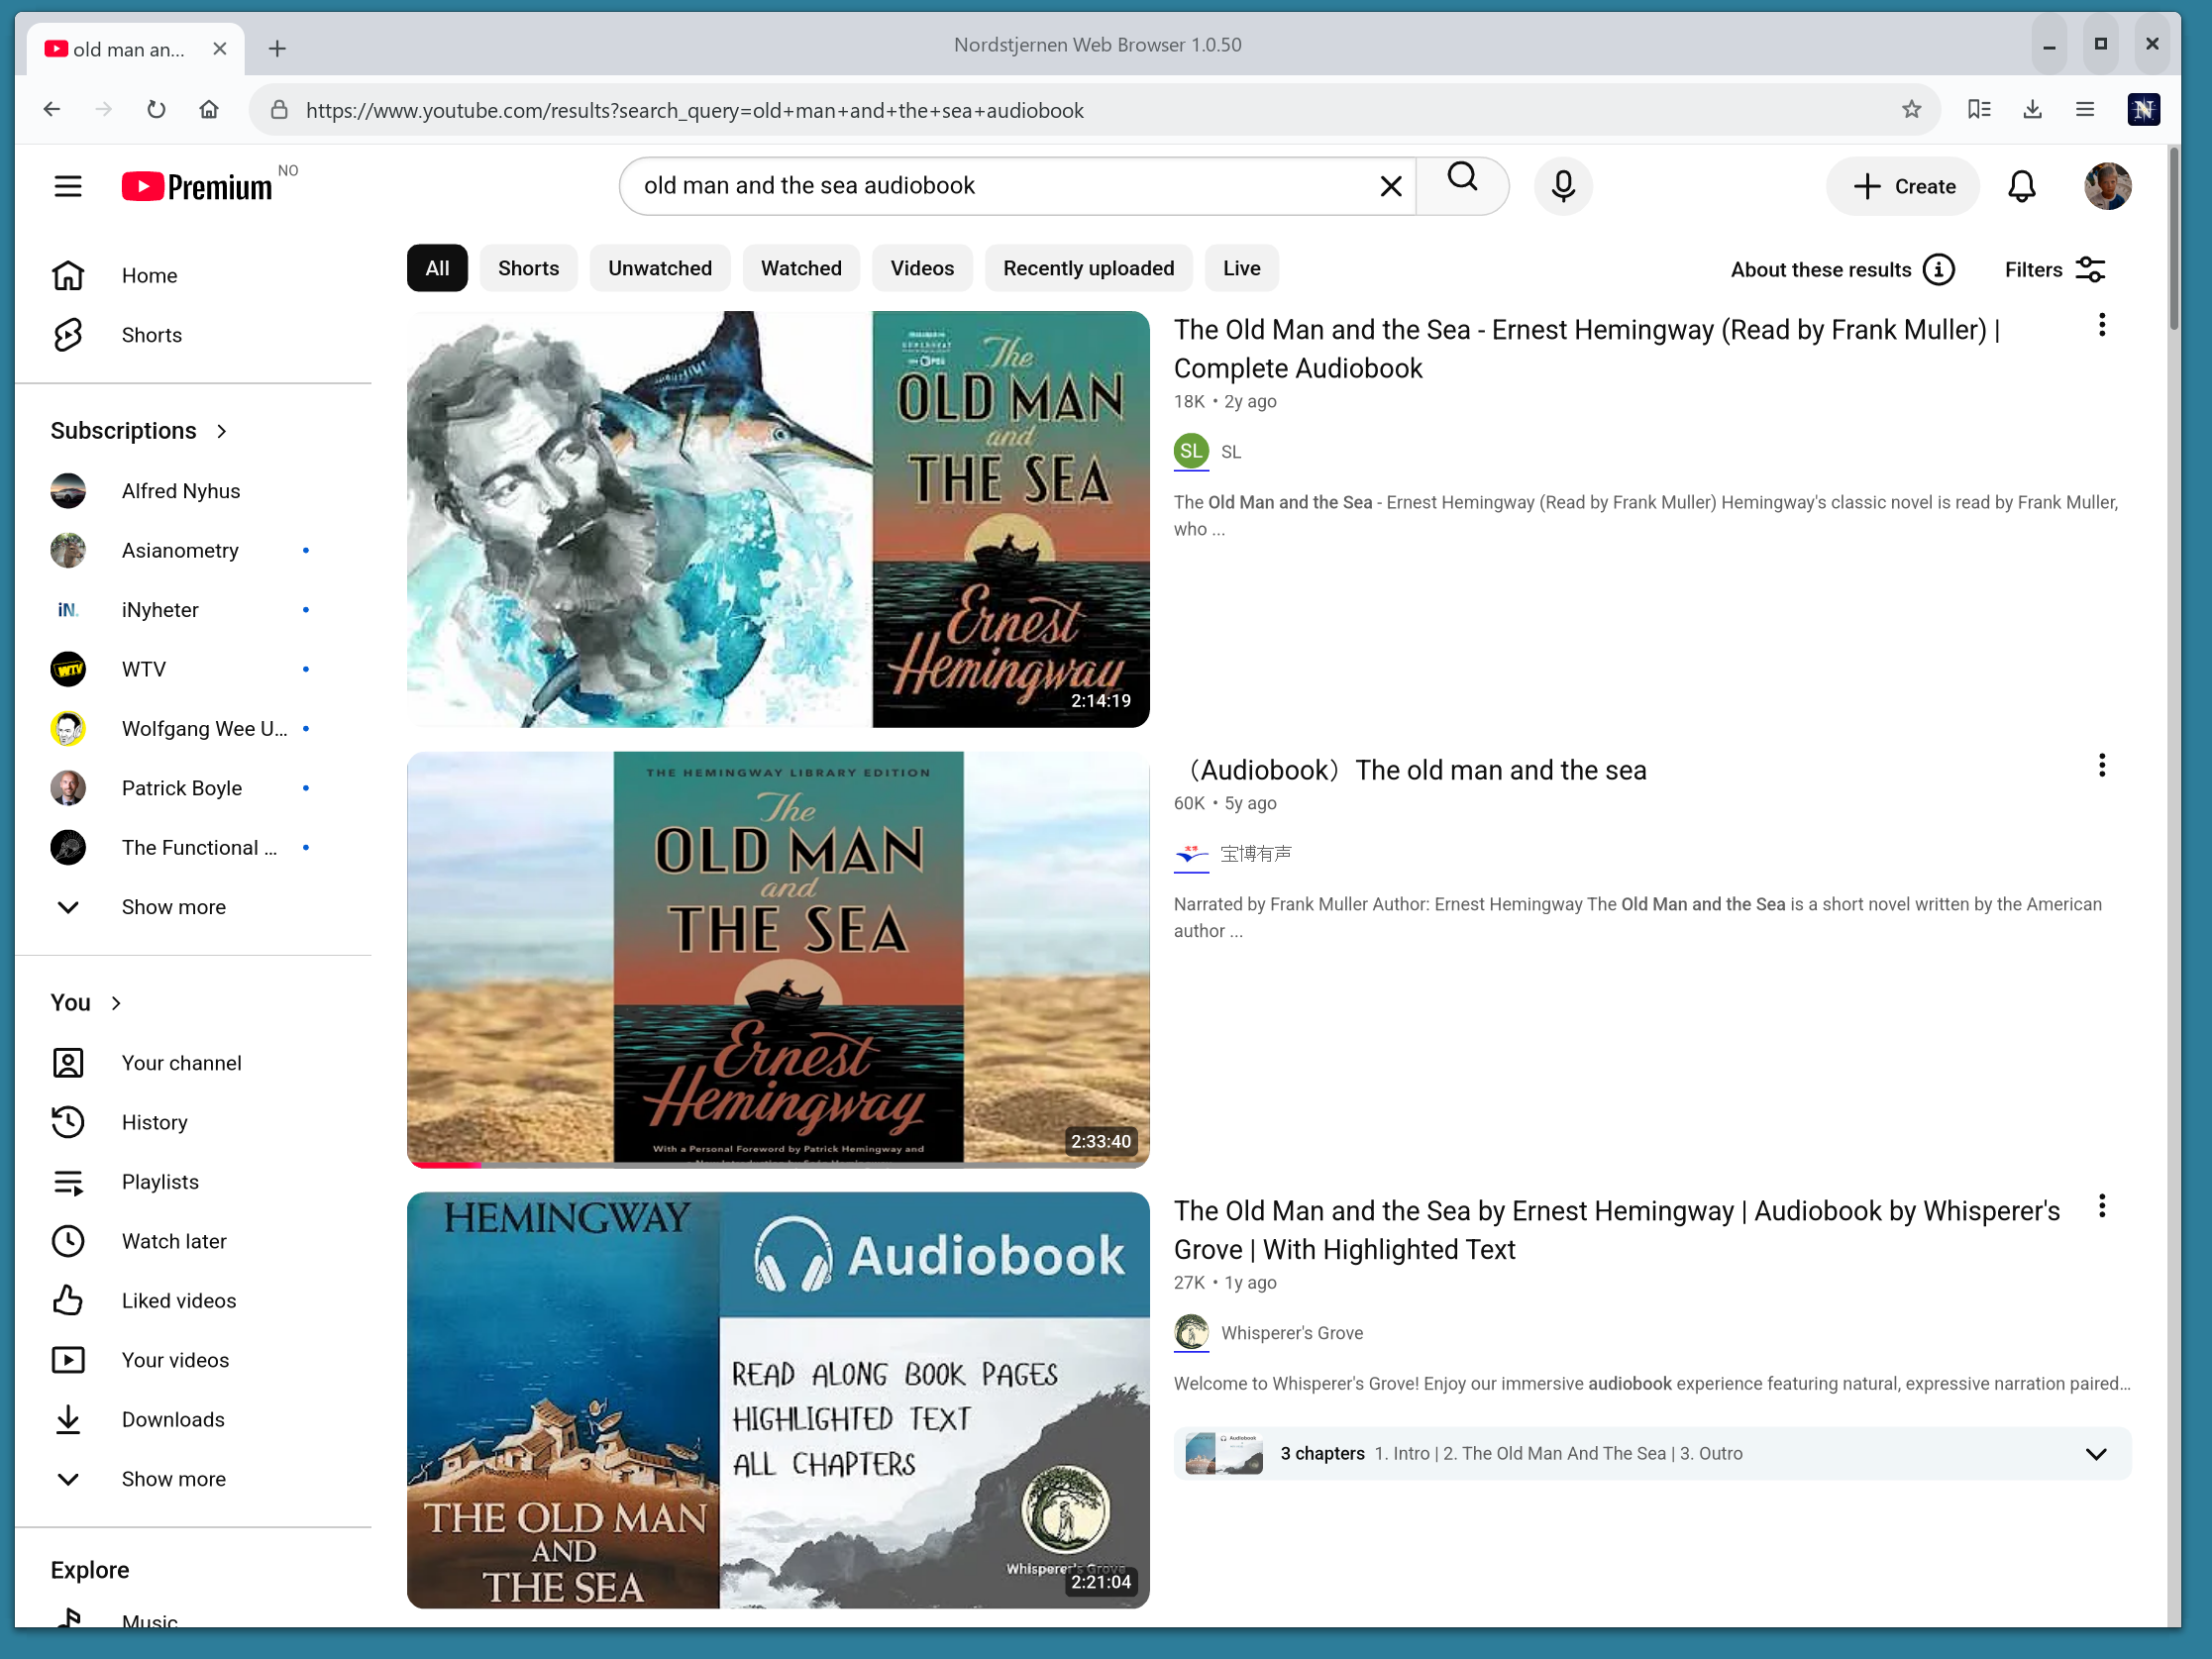 old man an...
Nordstjernen Web Browser 1.0.50
https://www.youtube.com/results?search_query=old+man+and+the+sea+audiobook
N
Premium NO
old man and the sea audiobook
Create
Home
Shorts
Subscriptions
Alfred Nyhus
Asianometry
iN. iNyheter
WTV WTV
Wolfgang Wee U...
Patrick Boyle
The Functional ...
Show more
You
Your channel
History
Playlists
Watch later
Liked videos
Your videos
Downloads
Show more
Explore
Music
All Shorts Unwatched Watched Videos Recently uploaded Live
About these results
Filters
The
OLD MAN
and
THE SEA
Ernest
Hemingway
2:14:19
The Old Man and the Sea - Ernest Hemingway (Read by Frank Muller) |
Complete Audiobook
18K • 2y ago
SL SL
The Old Man and the Sea - Ernest Hemingway (Read by Frank Muller) Hemingway's classic novel is read by Frank Muller,
who ...
THE HEMINGWAY LIBRARY EDITION
The
OLD MAN
and
THE SEA
Ernest
Hemingway
With a Personal Foreword by Patrick Hemingway and
2:33:40
（Audiobook）The old man and the sea
60K • 5y ago
宝博有声
Narrated by Frank Muller Author: Ernest Hemingway The Old Man and the Sea is a short novel written by the American
author ...
HEMINGWAY
THE OLD MAN
AND
THE SEA
Audiobook
READ ALONG BOOK PAGES
HIGHLIGHTED TEXT
ALL CHAPTERS
Whisperer's Grove
2:21:04
The Old Man and the Sea by Ernest Hemingway | Audiobook by Whisperer's
Grove | With Highlighted Text
27K • 1y ago
Whisperer's Grove
Welcome to Whisperer's Grove! Enjoy our immersive audiobook experience featuring natural, expressive narration paired...
Audiobook
3 chapters 1. Intro | 2. The Old Man And The Sea | 3. Outro